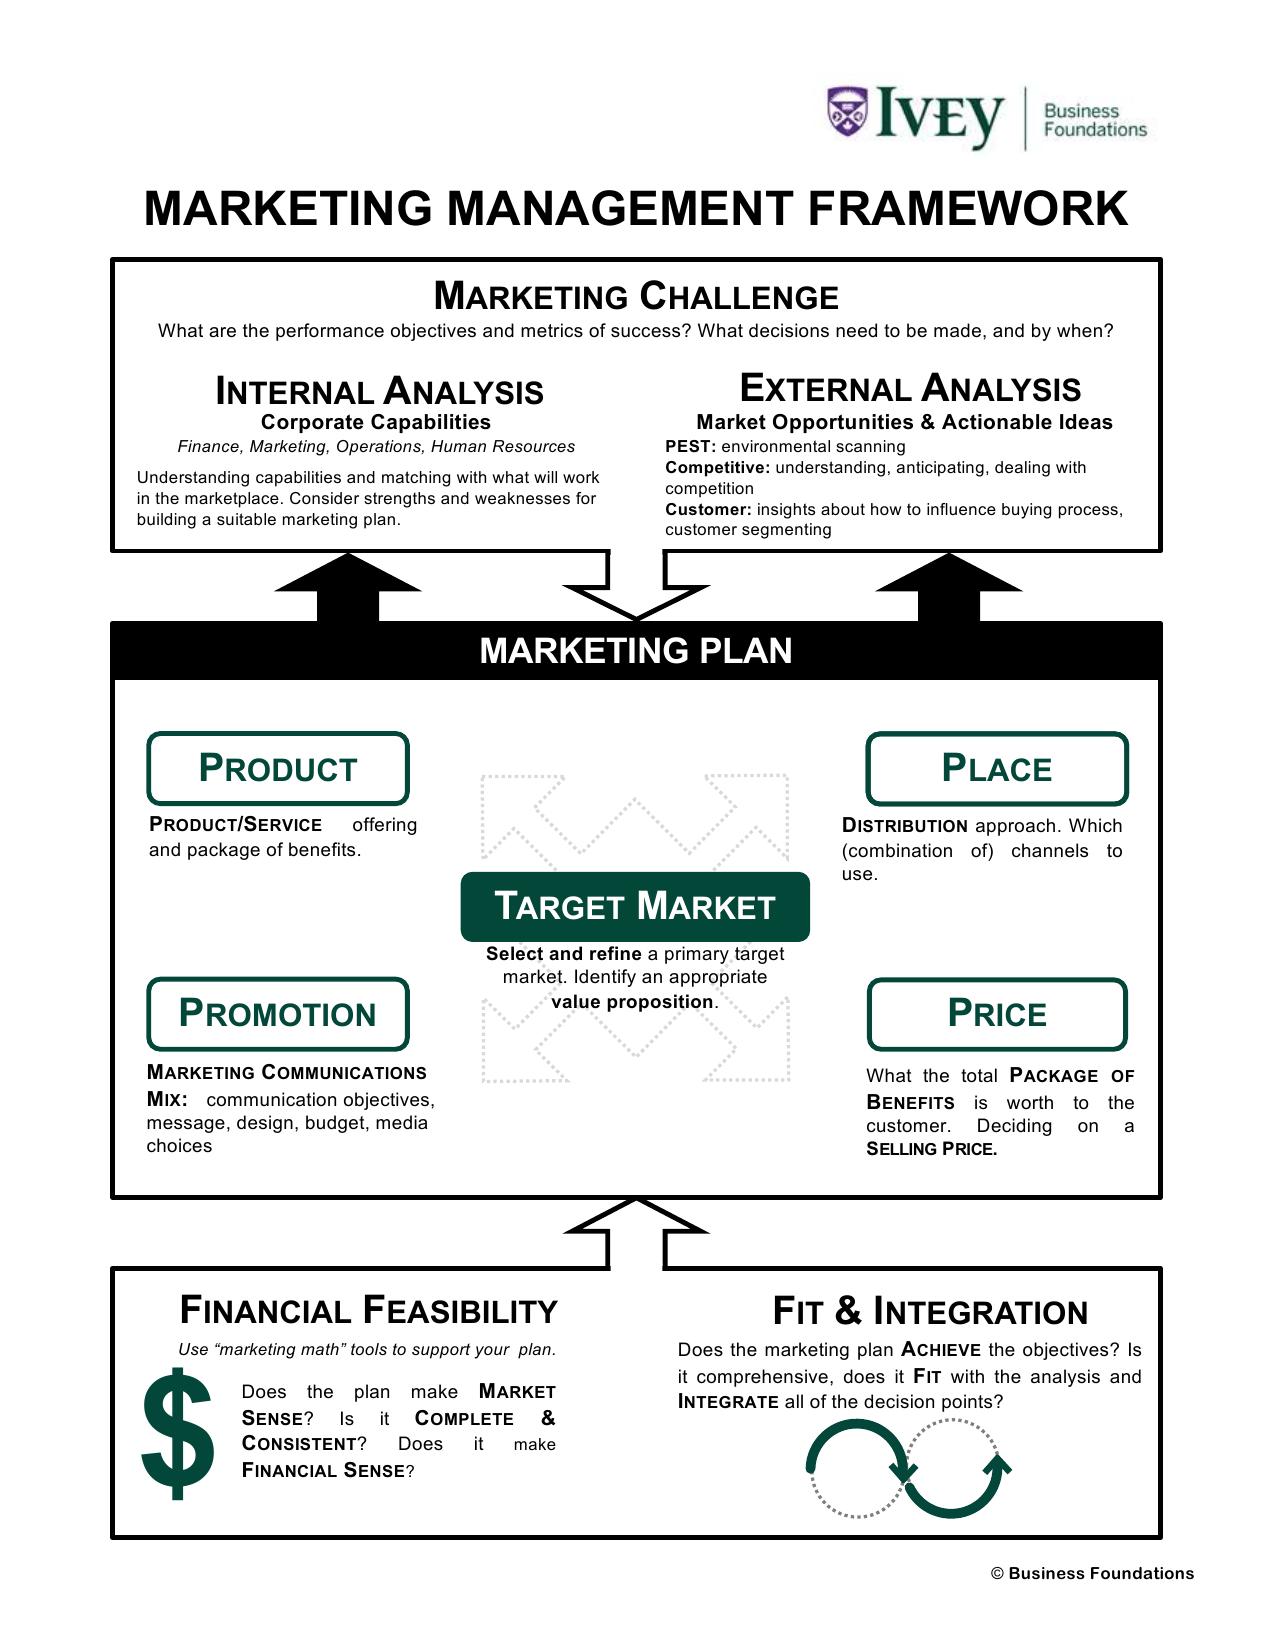 IVEY
Business
Foundations
MARKETING MANAGEMENT FRAMEWORK
MARKETING CHALLENGE
What are the performance objectives and metrics of success? What decisions need to be made, and by when?
INTERNAL ANALYSIS
Corporate Capabilities
Finance, Marketing, Operations, Human Resources
Understanding capabilities and matching with what will work
in the marketplace. Consider strengths and weaknesses for
building a suitable marketing plan.
EXTERNAL ANALYSIS
Market Opportunities & Actionable Ideas
PEST: environmental scanning
Competitive: understanding, anticipating, dealing with
competition
Customer: insights about how to influence buying process,
customer segmenting
MARKETING PLAN
PRODUCT
PRODUCT/SERVICE offering
and package of benefits.
PLACE
DISTRIBUTION approach. Which
(combination of) channels to
use.
TARGET MARKET
Select and refine a primary target
market. Identify an appropriate
value proposition.
PROMOTION
MARKETING COMMUNICATIONS
MIX: communication objectives,
message, design, budget, media
choices
PRICE
What the total PACKAGE OF
BENEFITS is worth to the
customer. Deciding on a
SELLING PRICE.
FINANCIAL FEASIBILITY
Use “marketing math” tools to support your plan.
$
Does the plan make MARKET
SENSE? Is it COMPLETE &
CONSISTENT? Does it make
FINANCIAL SENSE?
FIT & INTEGRATION
Does the marketing plan ACHIEVE the objectives? Is
it comprehensive, does it FIT with the analysis and
INTEGRATE all of the decision points?
© Business Foundations